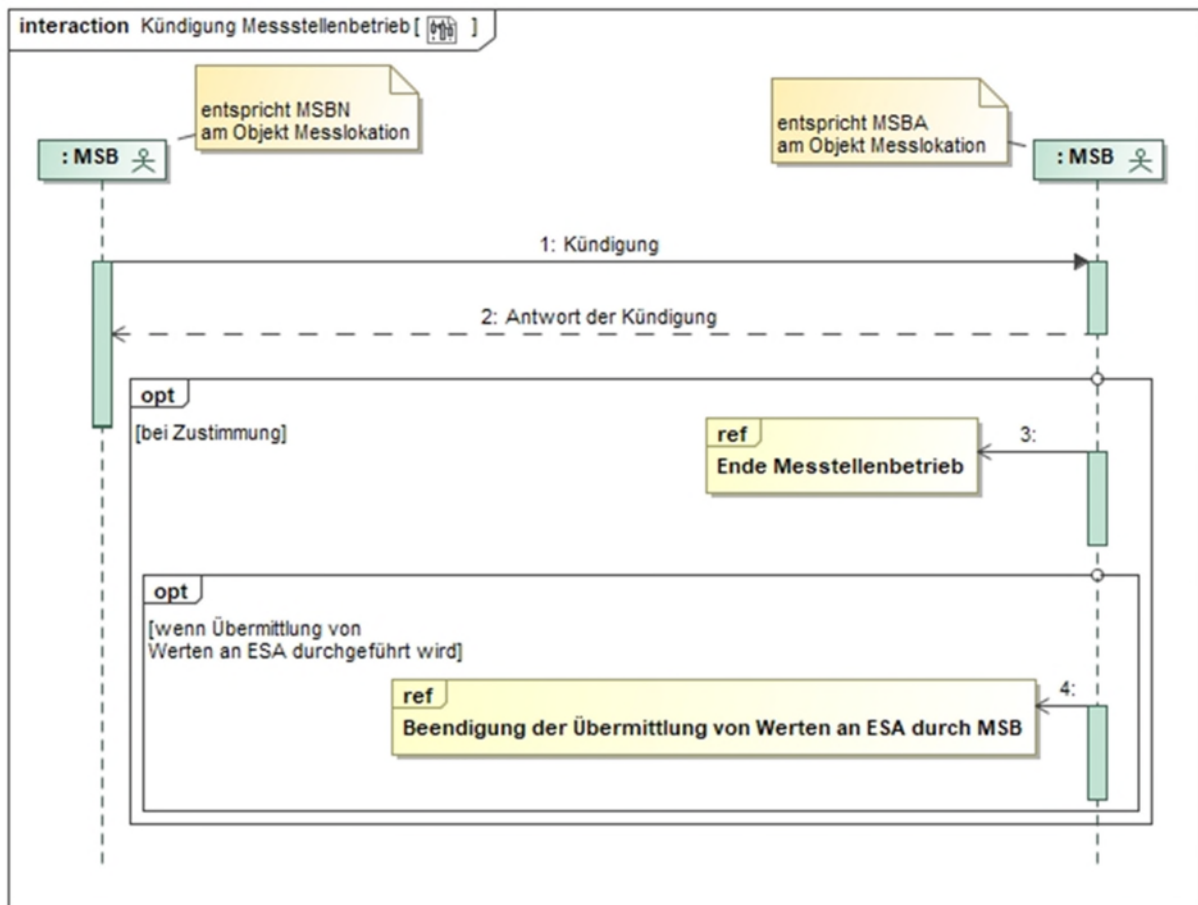 interaction Kündigung Messstellenbetrieb [ ]
entspricht MSBN
am Objekt Messlokation
entspricht MSBA
am Objekt Messlokation
: MSB
: MSB
1: Kündigung
2: Antwort der Kündigung
opt
[bei Zustimmung]
ref
3:
Ende Messtellenbetrieb
opt
[wenn Übermittlung von
Werten an ESA durchgeführt wird]
ref
4:
Beendigung der Übermittlung von Werten an ESA durch MSB